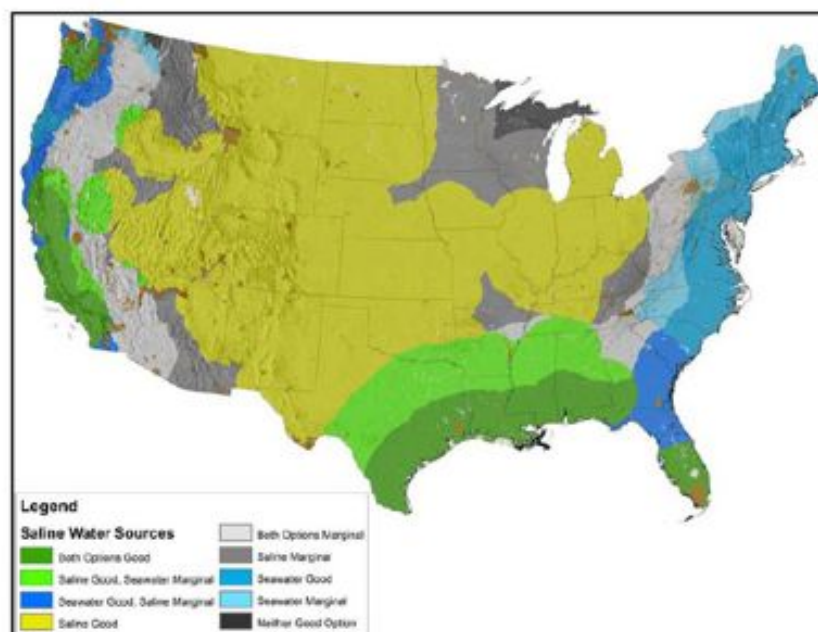 Legend
Saline Water Sources
Both Options Good
Saline Good, Seawater Marginal
Seawater Good, Saline Marginal
Saline Good
Both Options Marginal
Saline Marginal
Seawater Good
Seawater Marginal
Neither Good Option